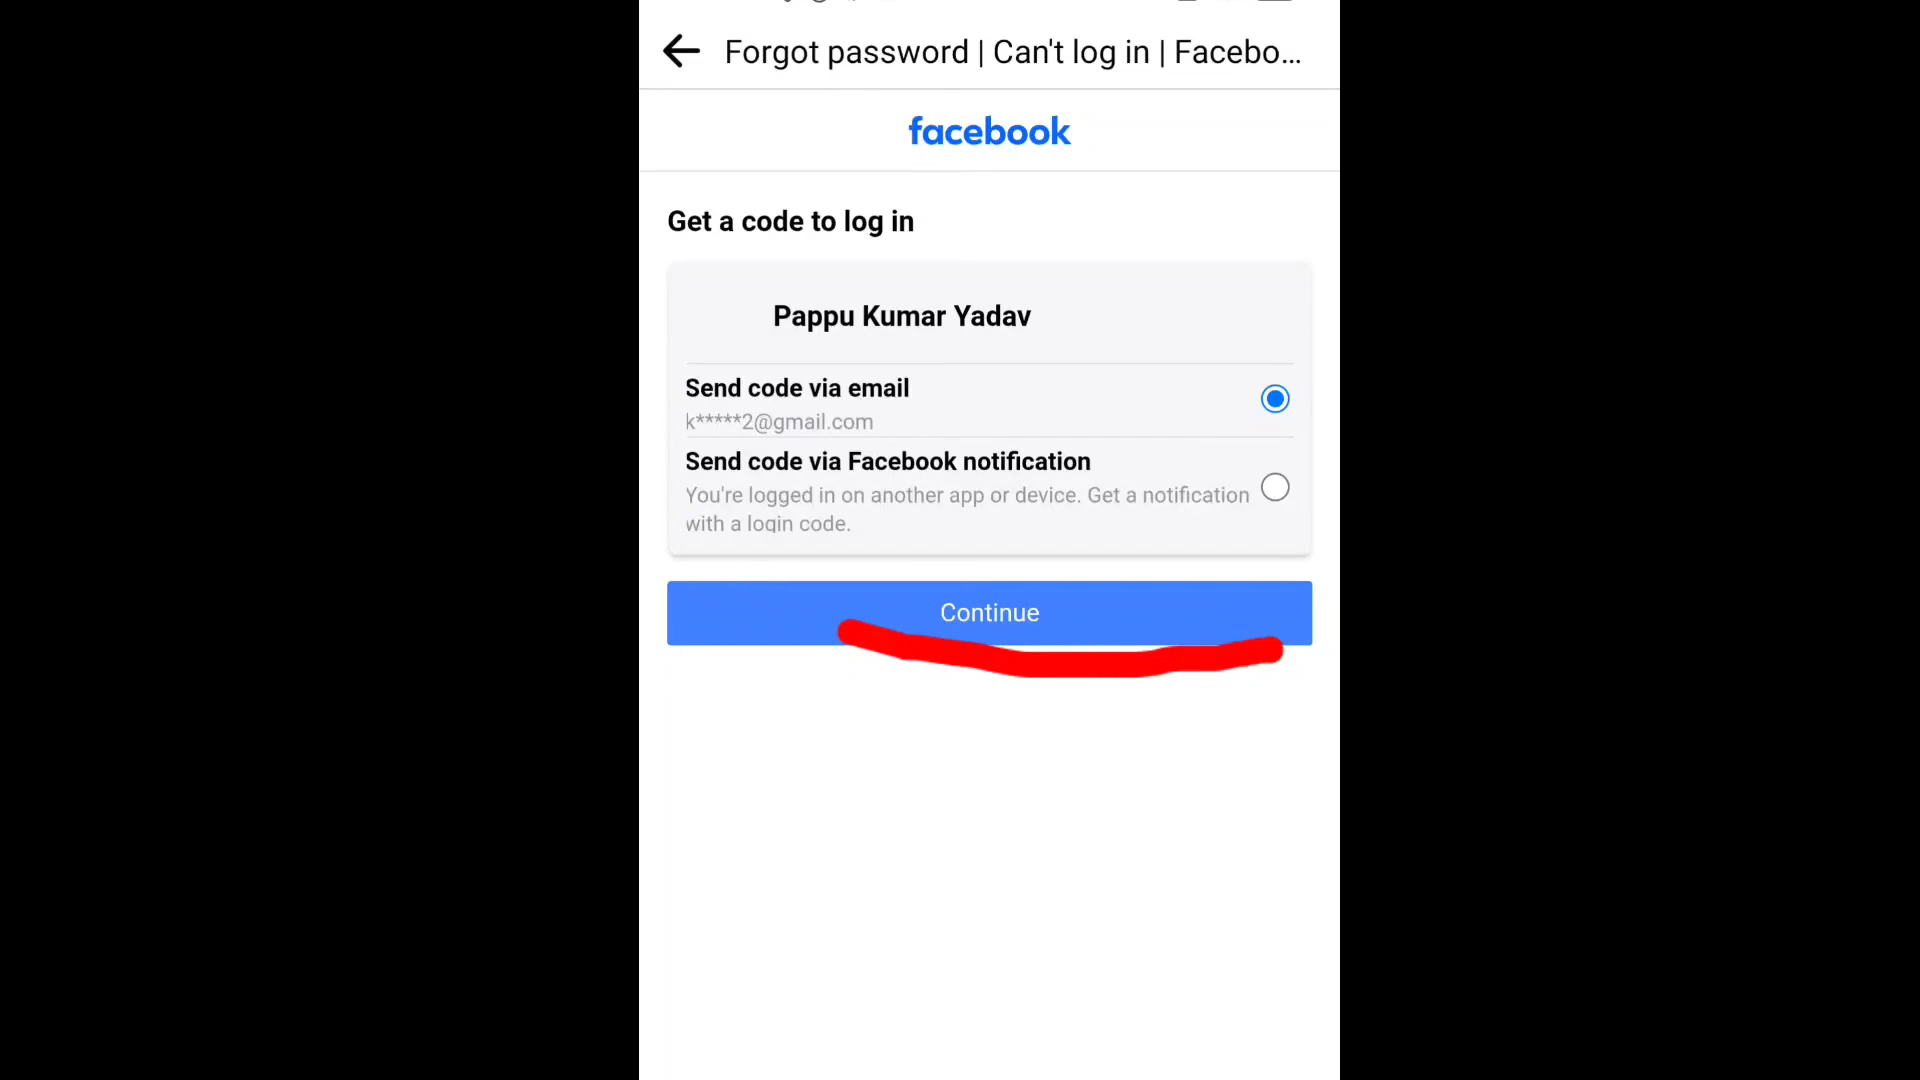 Forgot password | Can't log in | Facebo...
facebook
Get a code to log in
Pappu Kumar Yadav
Send code via email
k*****2@gmail.com
Send code via Facebook notification
You're logged in on another app or device. Get a notification
with a login code.
Continue